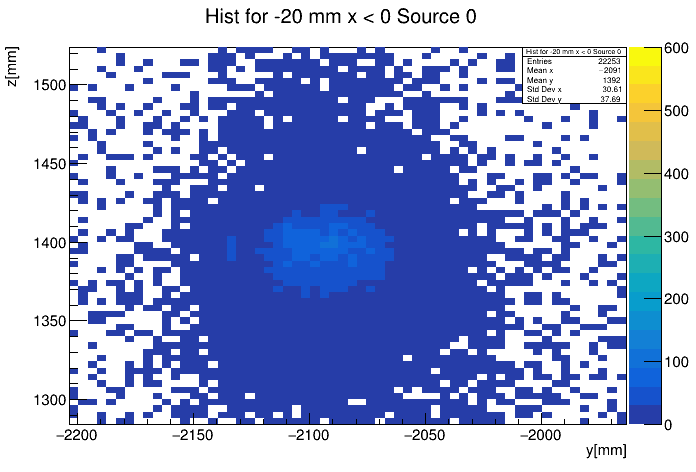 Hist for -20 mm x < 0 Source 0
z[mm]
Hist for -20 mm x < 0 Source 0
Entries 22253
Mean x −2091
Mean y 1392
Std Dev x 30.61
Std Dev y 37.69
600
500
400
300
200
100
0
1500
1450
1400
1350
1300
−2200 −2150 −2100 −2050 −2000
y[mm]